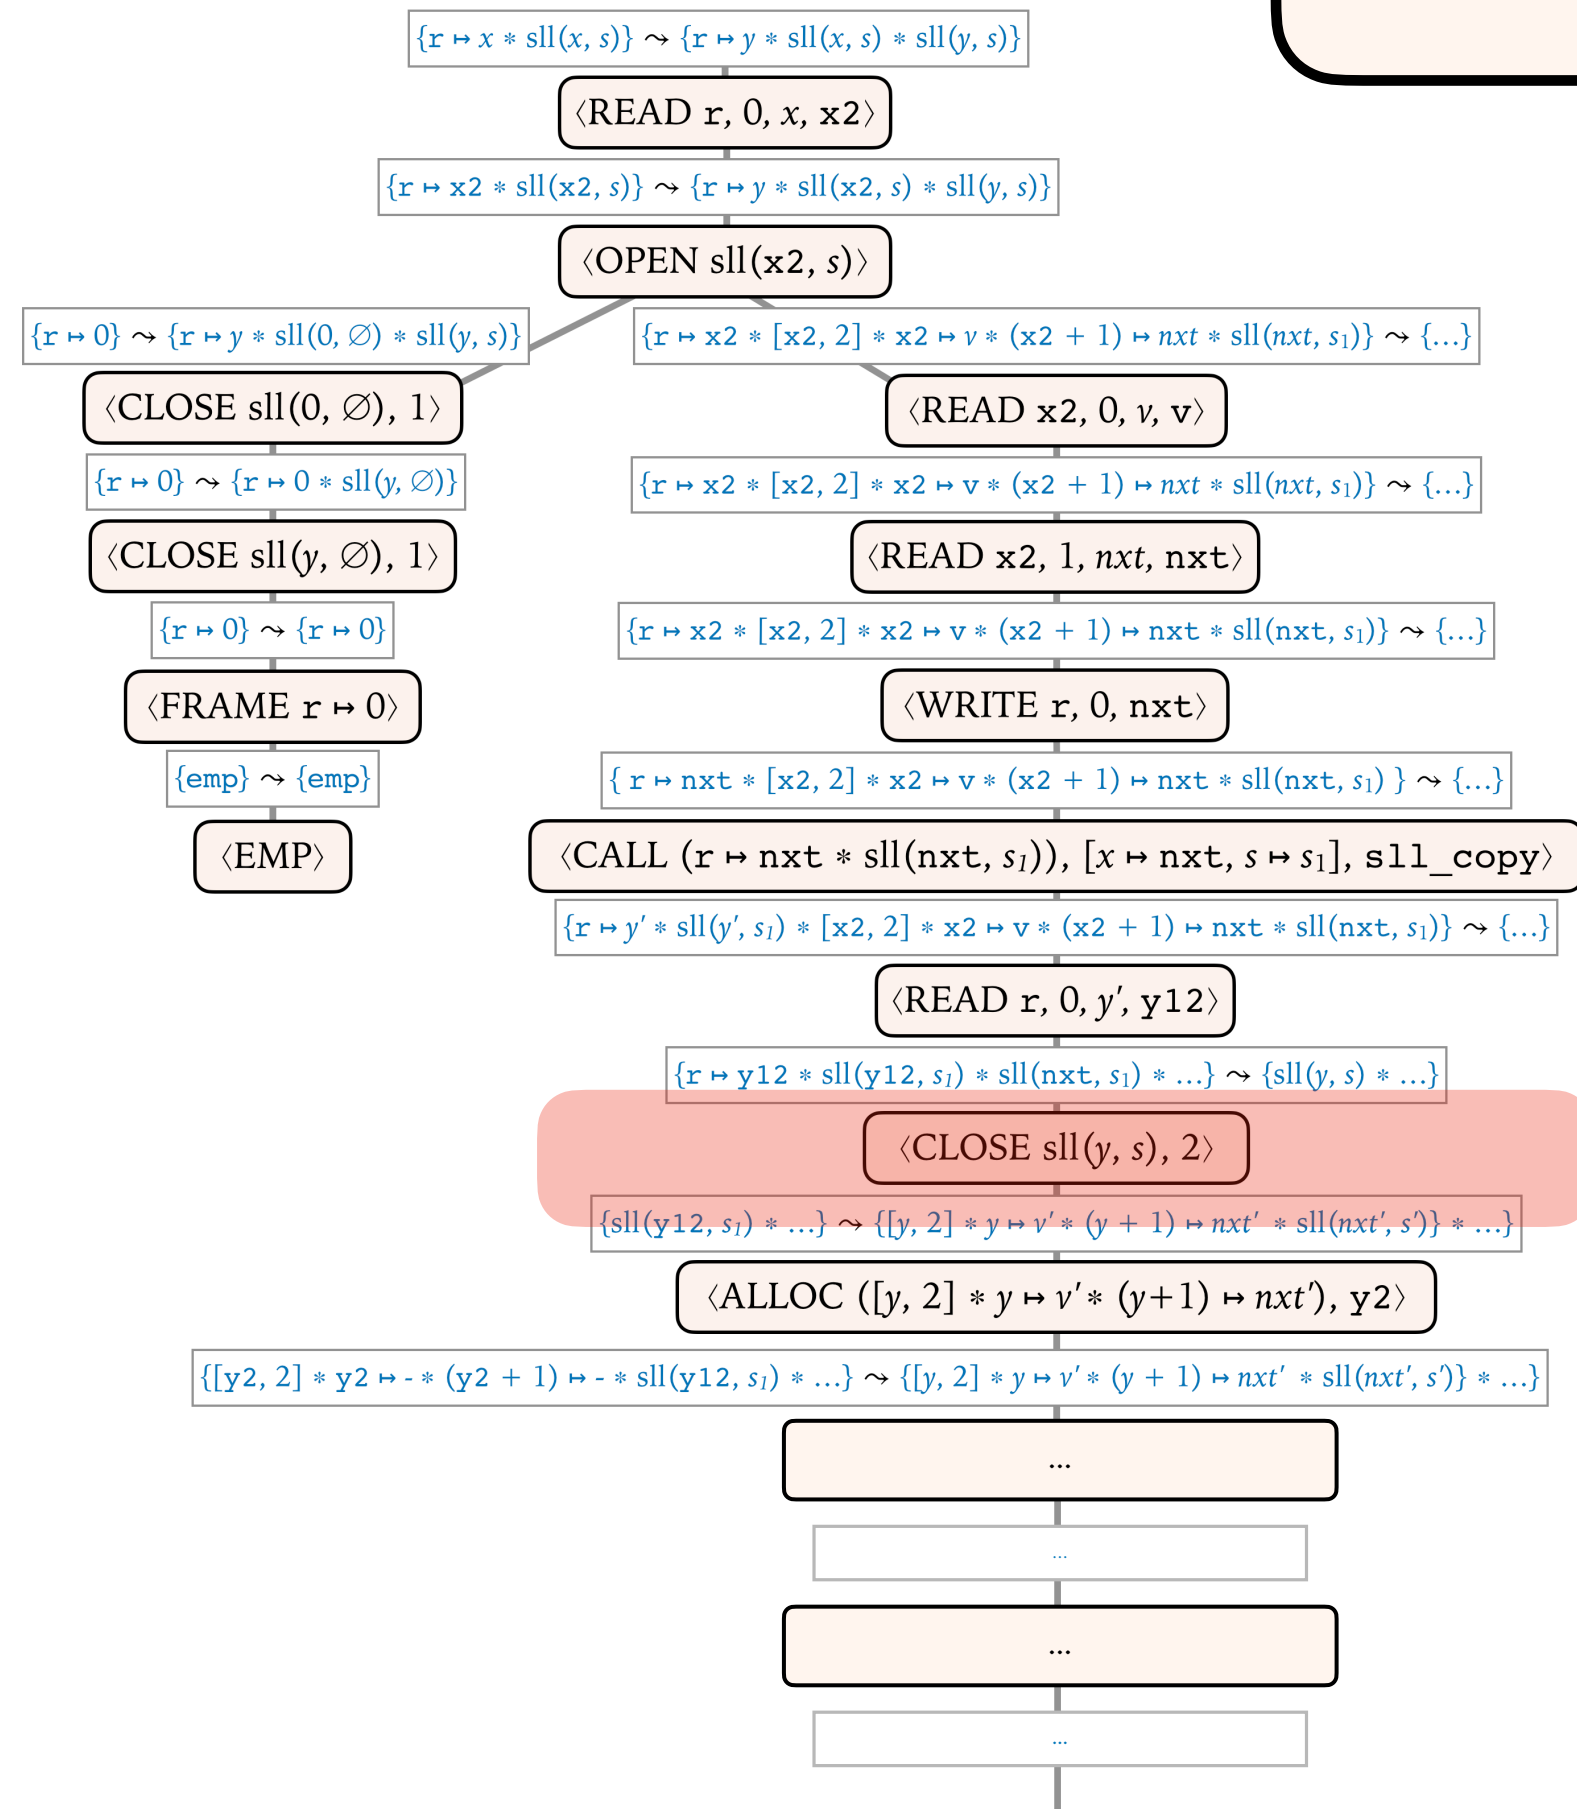 {r ↦ x * sll(x, s)} ⤳ {r ↦ y * sll(x, s) * sll(y, s)}
⟨READ r, 0, x, x2⟩
{r ↦ x2 * sll(x2, s)} ⤳ {r ↦ y * sll(x2, s) * sll(y, s)}
⟨OPEN sll(x2, s)⟩
{r ↦ 0} ⤳ {r ↦ y * sll(0, ∅) * sll(y, s)}
⟨CLOSE sll(0, ∅), 1⟩
{r ↦ 0} ⤳ {r ↦ 0 * sll(y, ∅)}
⟨CLOSE sll(y, ∅), 1⟩
{r ↦ 0} ⤳ {r ↦ 0}
⟨FRAME r ↦ 0⟩
{emp} ⤳ {emp}
⟨EMP⟩
{r ↦ x2 * [x2, 2] * x2 ↦ v * (x2 + 1) ↦ nxt * sll(nxt, s₁)} ⤳ {…}
⟨READ x2, 0, v, v⟩
{r ↦ x2 * [x2, 2] * x2 ↦ v * (x2 + 1) ↦ nxt * sll(nxt, s₁)} ⤳ {…}
⟨READ x2, 1, nxt, nxt⟩
{r ↦ x2 * [x2, 2] * x2 ↦ v * (x2 + 1) ↦ nxt * sll(nxt, s₁)} ⤳ {…}
⟨WRITE r, 0, nxt⟩
{ r ↦ nxt * [x2, 2] * x2 ↦ v * (x2 + 1) ↦ nxt * sll(nxt, s₁) } ⤳ {…}
⟨CALL (r ↦ nxt * sll(nxt, s₁)), [x ↦ nxt, s ↦ s₁], sll_copy⟩
{r ↦ y′ * sll(y′, s₁) * [x2, 2] * x2 ↦ v * (x2 + 1) ↦ nxt * sll(nxt, s₁)} ⤳ {…}
⟨READ r, 0, y′, y12⟩
{r ↦ y12 * sll(y12, s₁) * sll(nxt, s₁) * …} ⤳ {sll(y, s) * …}
⟨CLOSE sll(y, s), 2⟩
{sll(y12, s₁) * …} ⤳ {[y, 2] * y ↦ v′ * (y + 1) ↦ nxt′ * sll(nxt′, s′)} * …}
⟨ALLOC ([y, 2] * y ↦ v′ * (y+1) ↦ nxt′), y2⟩
{[y2, 2] * y2 ↦ - * (y2 + 1) ↦ - * sll(y12, s₁) * …} ⤳ {[y, 2] * y ↦ v′ * (y + 1) ↦ nxt′ * sll(nxt′, s′)} * …}
...
...
...
...